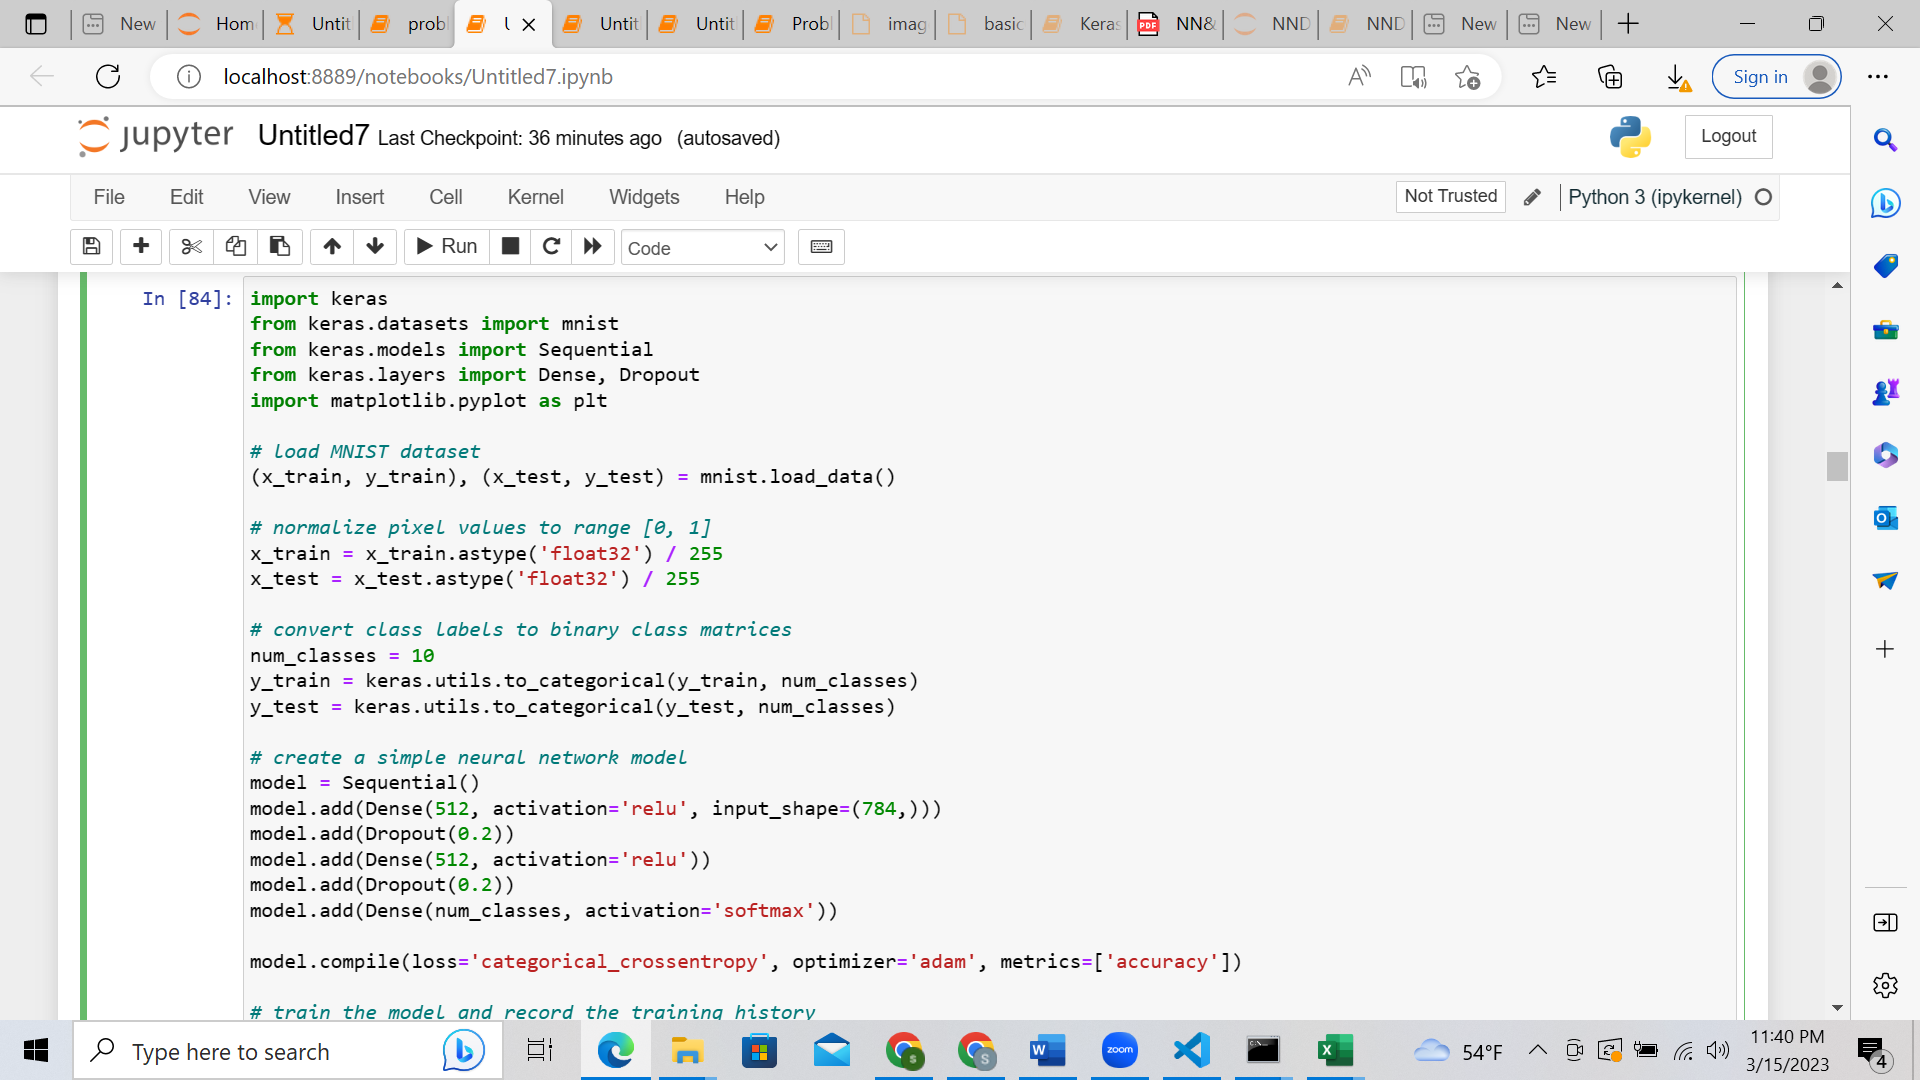 New
Hom
Untit
probl
U
Untit
Untit
Probl
imag
basic
Keras
PDF
NN&
NND
NND
New
New
localhost:8889/notebooks/Untitled7.ipynb
Sign in
jupyter Untitled7 Last Checkpoint: 36 minutes ago (autosaved)
Logout
File Edit View Insert Cell Kernel Widgets Help
Not Trusted
Python 3 (ipykernel)
Run
Code
In [84]:
import keras
from keras.datasets import mnist
from keras.models import Sequential
from keras.layers import Dense, Dropout
import matplotlib.pyplot as plt
# load MNIST dataset
(x_train, y_train), (x_test, y_test) = mnist.load_data()
# normalize pixel values to range [0, 1]
x_train = x_train.astype('float32') / 255
x_test = x_test.astype('float32') / 255
# convert class labels to binary class matrices
num_classes = 10
y_train = keras.utils.to_categorical(y_train, num_classes)
y_test = keras.utils.to_categorical(y_test, num_classes)
# create a simple neural network model
model = Sequential()
model.add(Dense(512, activation='relu', input_shape=(784,)))
model.add(Dropout(0.2))
model.add(Dense(512, activation='relu'))
model.add(Dropout(0.2))
model.add(Dense(num_classes, activation='softmax'))
model.compile(loss='categorical_crossentropy', optimizer='adam', metrics=['accuracy'])
# train the model and record the training history
Type here to search
S
S
W
zoom
X
54°F
11:40 PM
3/15/2023
4